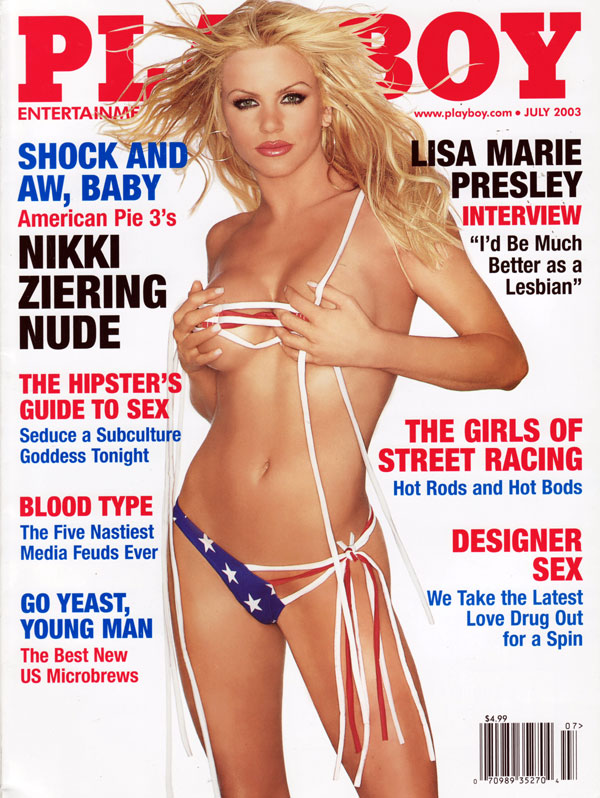 PLAYBOY
ENTERTAINME
www.playboy.com • JULY 2003
SHOCK AND
AW, BABY
American Pie 3's
NIKKI
ZIERING
NUDE
THE HIPSTER'S
GUIDE TO SEX
Seduce a Subculture
Goddess Tonight
BLOOD TYPE
The Five Nastiest
Media Feuds Ever
GO YEAST,
YOUNG MAN
The Best New
US Microbrews
LISA MARIE
PRESLEY
INTERVIEW
“I'd Be Much
Better as a
Lesbian”
THE GIRLS OF
STREET RACING
Hot Rods and Hot Bods
DESIGNER
SEX
We Take the Latest
Love Drug Out
for a Spin
$4.99
07>
0 70989 35270 4